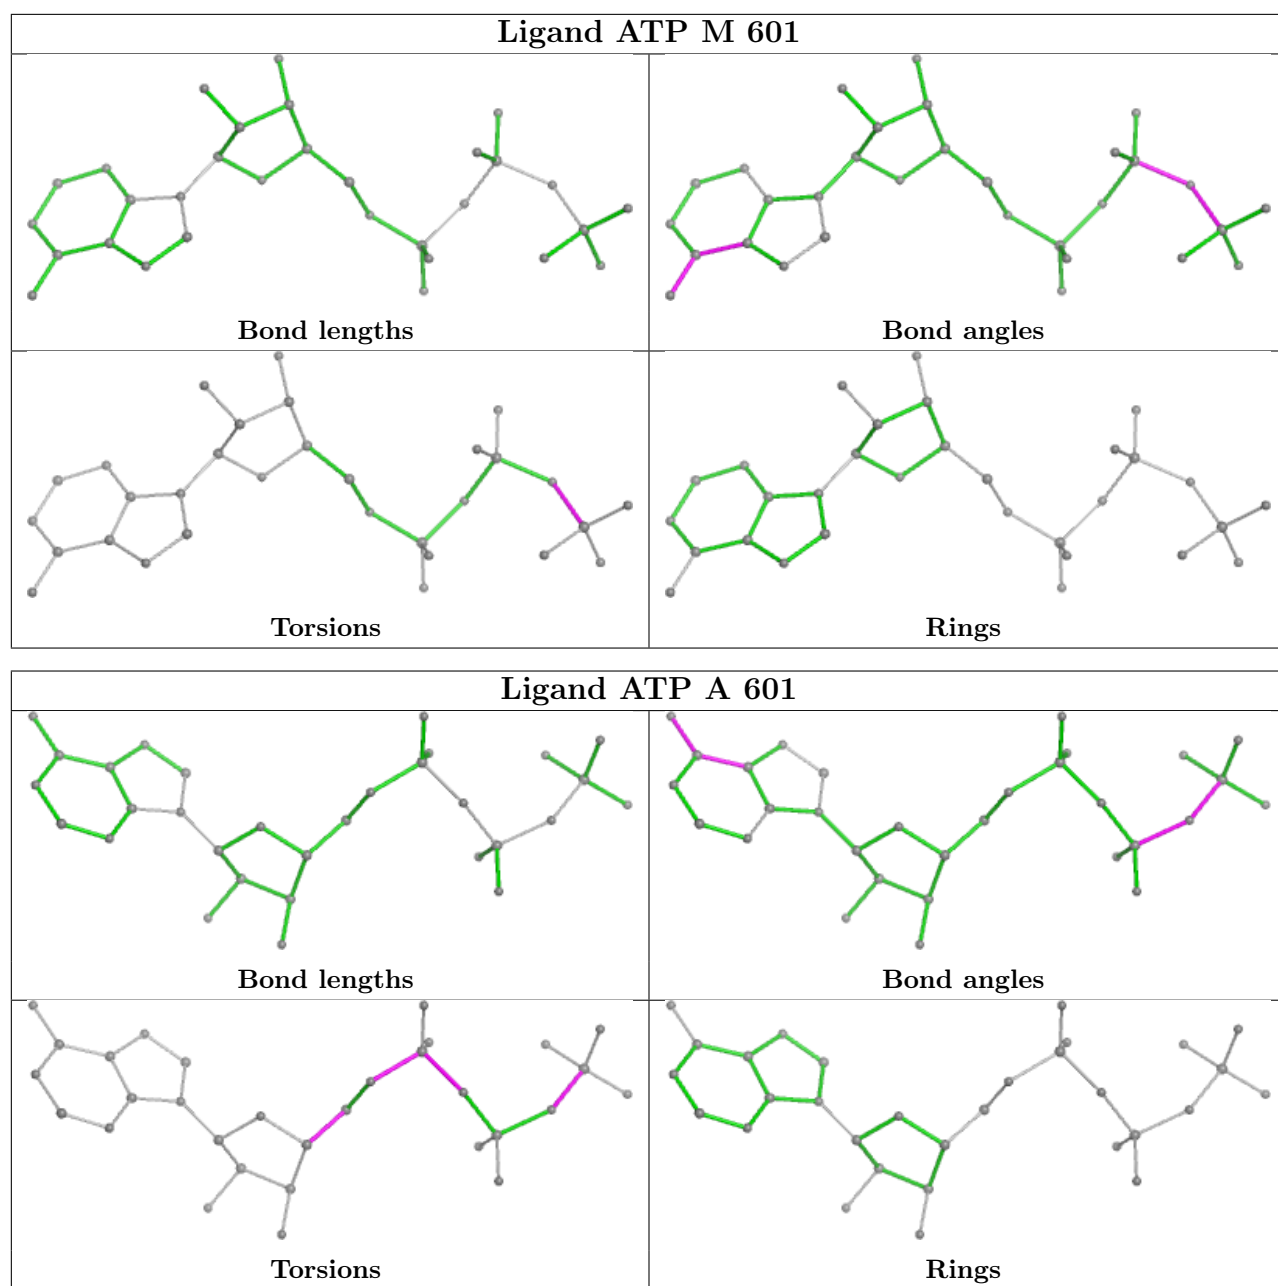 Ligand ATP M 601
Bond lengths
Bond angles
Torsions
Rings
Ligand ATP A 601
Bond lengths
Bond angles
Torsions
Rings